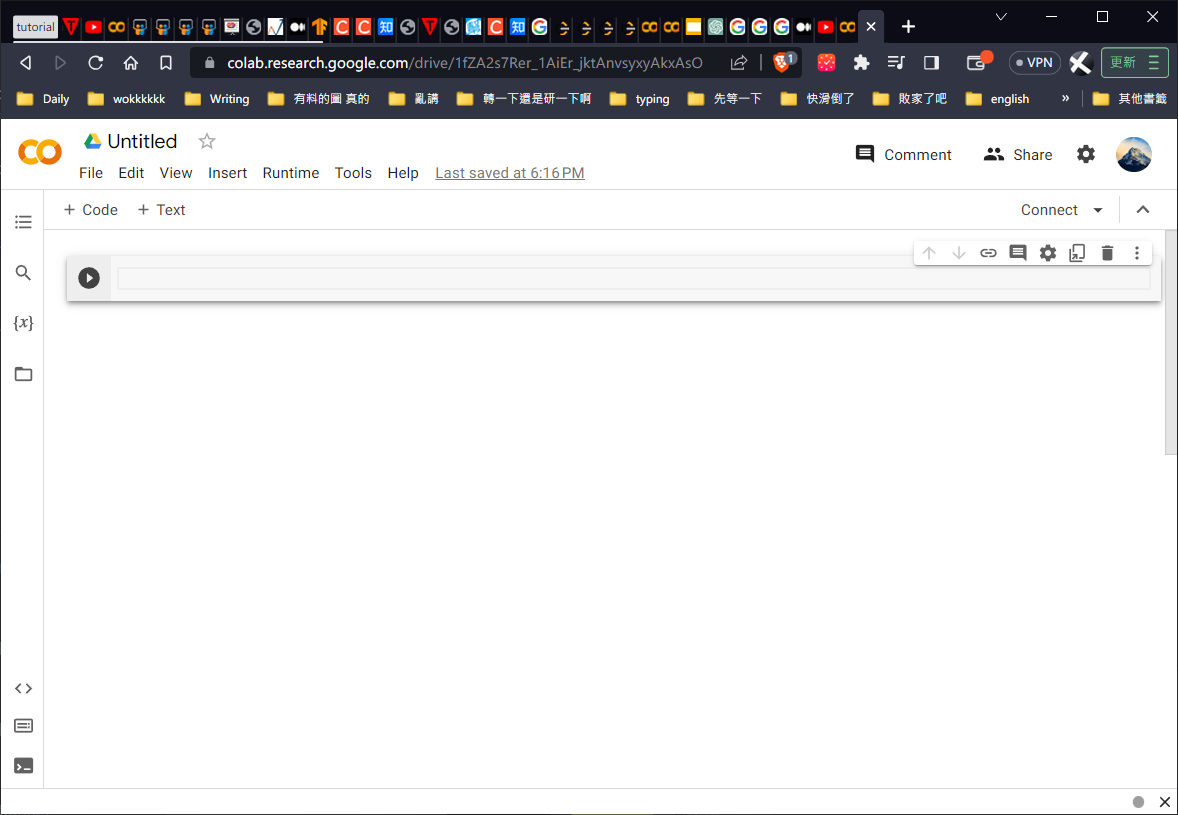 tutorial
colab.research.google.com/drive/1fZA2s7Rer_1AiEr_jktAnvsyxyAkxAsO
1
VPN
更新
Daily
wokkkkkk
Writing
有料的圖 真的
亂講
轉一下還是研一下啊
typing
先等一下
快滑倒了
敗家了吧
english
»
其他書籤
Untitled
Comment
Share
File Edit View Insert Runtime Tools Help Last saved at 6:16 PM
+ Code + Text
Connect
{x}